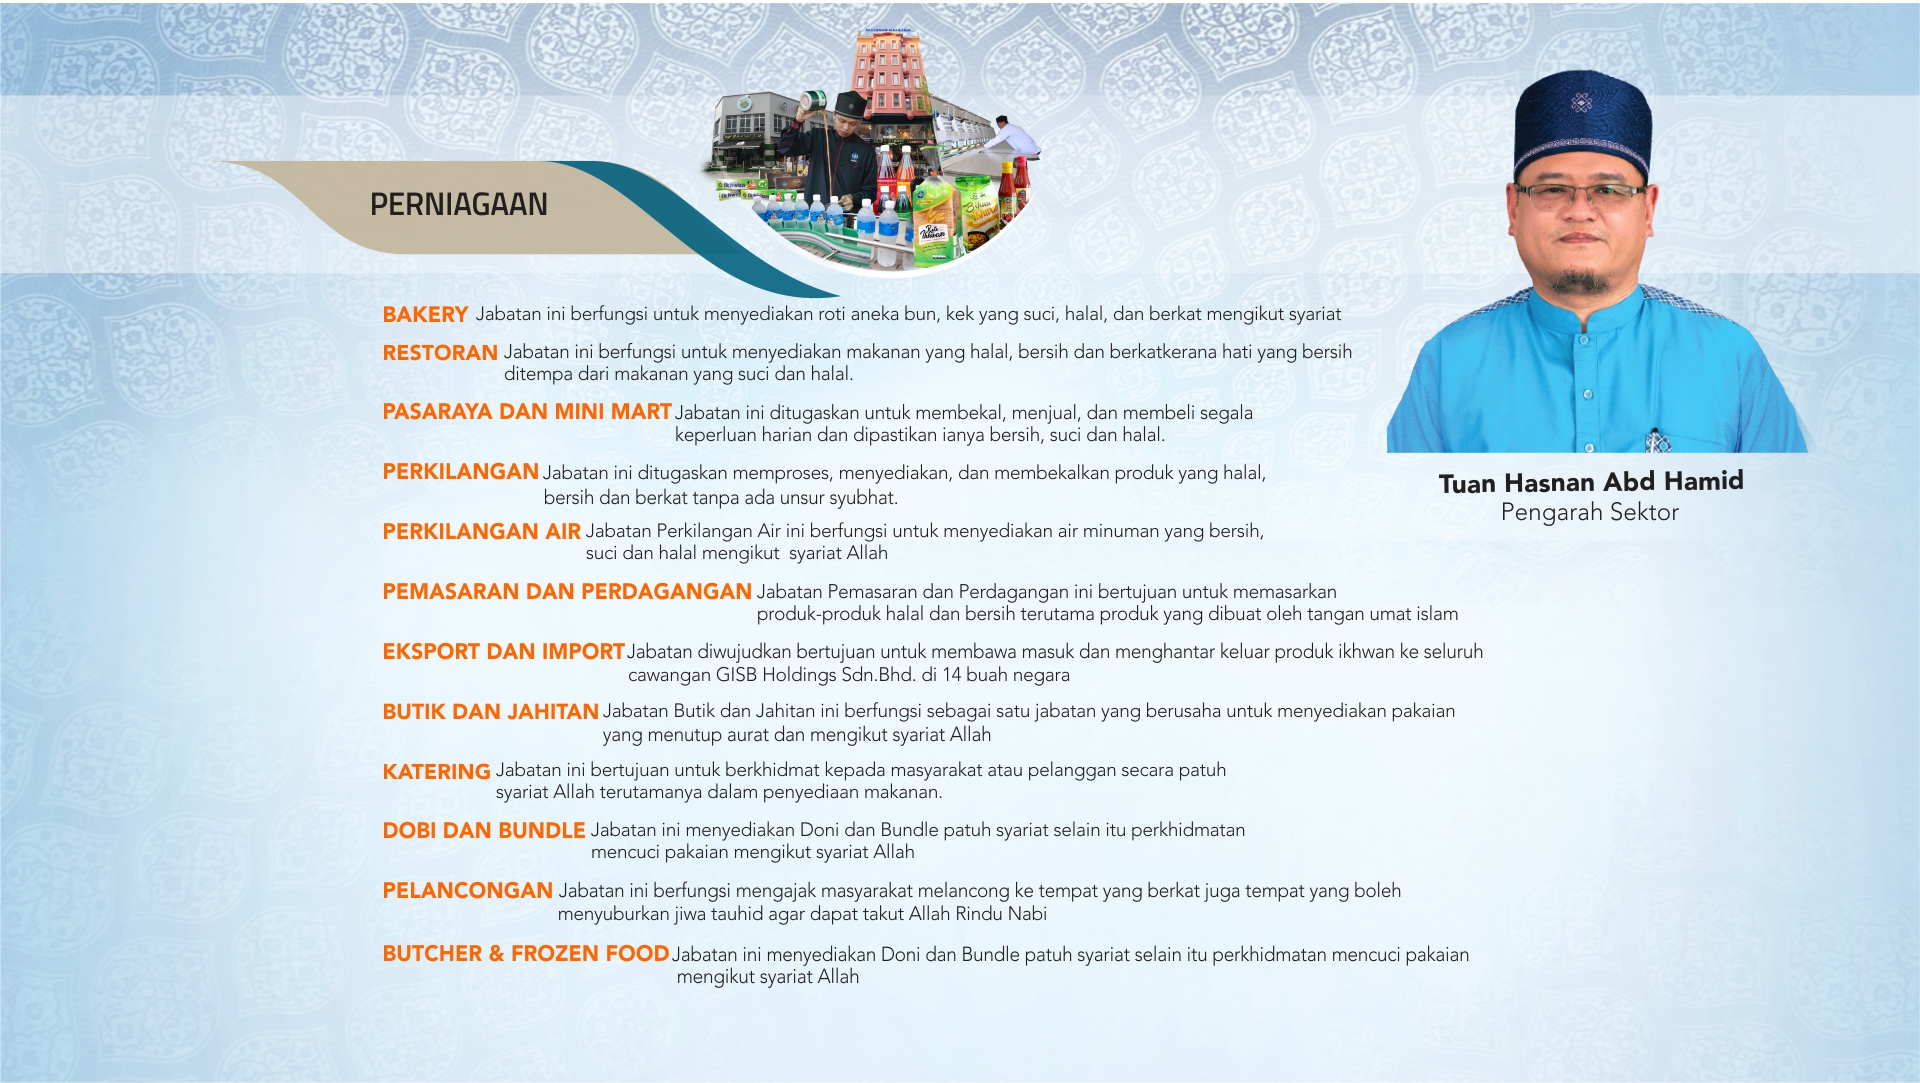 PERNIAGAAN
Ikhwan
Ikhwan
Roti
Ikhwan
Bihun
BAKERY Jabatan ini berfungsi untuk menyediakan roti aneka bun, kek yang suci, halal, dan berkat mengikut syariat
RESTORAN Jabatan ini berfungsi untuk menyediakan makanan yang halal, bersih dan berkatkerana hati yang bersih
ditempa dari makanan yang suci dan halal.
PASARAYA DAN MINI MART Jabatan ini ditugaskan untuk membekal, menjual, dan membeli segala
keperluan harian dan dipastikan ianya bersih, suci dan halal.
PERKILANGAN Jabatan ini ditugaskan memproses, menyediakan, dan membekalkan produk yang halal,
bersih dan berkat tanpa ada unsur syubhat.
PERKILANGAN AIR Jabatan Perkilangan Air ini berfungsi untuk menyediakan air minuman yang bersih,
suci dan halal mengikut syariat Allah
PEMASARAN DAN PERDAGANGAN Jabatan Pemasaran dan Perdagangan ini bertujuan untuk memasarkan
produk-produk halal dan bersih terutama produk yang dibuat oleh tangan umat islam
EKSPORT DAN IMPORT Jabatan diwujudkan bertujuan untuk membawa masuk dan menghantar keluar produk ikhwan ke seluruh
cawangan GISB Holdings Sdn.Bhd. di 14 buah negara
BUTIK DAN JAHITAN Jabatan Butik dan Jahitan ini berfungsi sebagai satu jabatan yang berusaha untuk menyediakan pakaian
yang menutup aurat dan mengikut syariat Allah
KATERING Jabatan ini bertujuan untuk berkhidmat kepada masyarakat atau pelanggan secara patuh
syariat Allah terutamanya dalam penyediaan makanan.
DOBI DAN BUNDLE Jabatan ini menyediakan Doni dan Bundle patuh syariat selain itu perkhidmatan
mencuci pakaian mengikut syariat Allah
PELANCONGAN Jabatan ini berfungsi mengajak masyarakat melancong ke tempat yang berkat juga tempat yang boleh
menyuburkan jiwa tauhid agar dapat takut Allah Rindu Nabi
BUTCHER & FROZEN FOOD Jabatan ini menyediakan Doni dan Bundle patuh syariat selain itu perkhidmatan mencuci pakaian
mengikut syariat Allah
Tuan Hasnan Abd Hamid
Pengarah Sektor